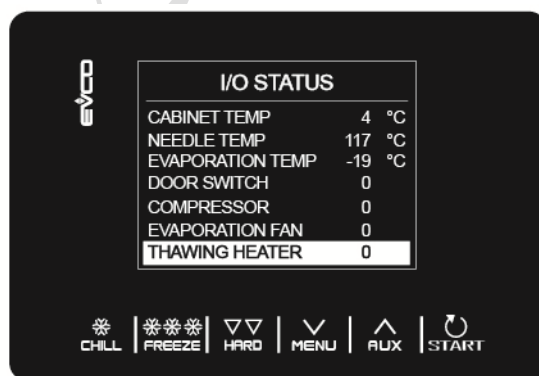 EVCO
I/O STATUS
CABINET TEMP 4 °C
NEEDLE TEMP 117 °C
EVAPORATION TEMP -19 °C
DOOR SWITCH 0
COMPRESSOR 0
EVAPORATION FAN 0
THAWING HEATER 0
CHILL FREEZE HARD MENU AUX START